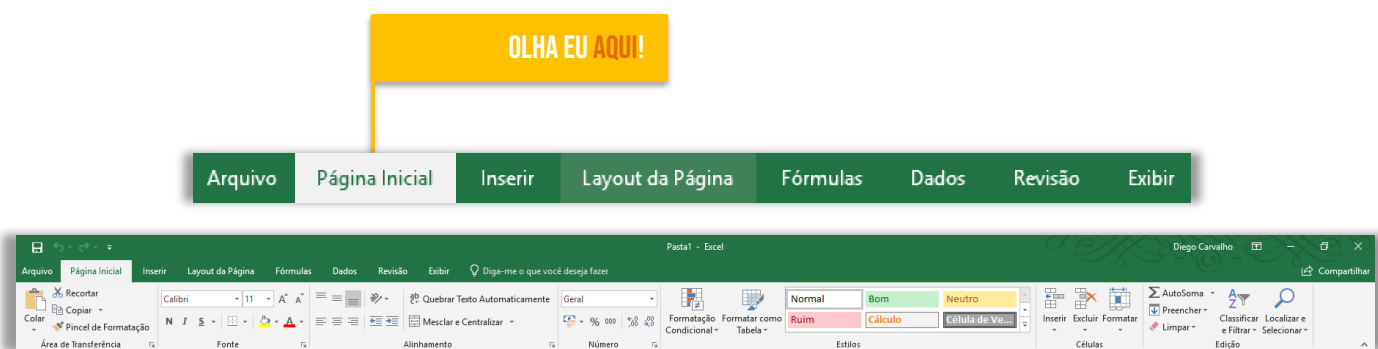 OLHA EU AQUI!
Arquivo Página Inicial Inserir Layout da Página Fórmulas Dados Revisão Exibir
Pasta1 - Excel Diego Carvalho
Arquivo Página Inicial Inserir Layout da Página Fórmulas Dados Revisão Exibir Diga-me o que você deseja fazer Compartilhar
Colar
Recortar
Copiar
Pincel de Formatação
Área de Transferência
Calibri 11
N I S
Fonte
Quebrar Texto Automaticamente
Mesclar e Centralizar
Alinhamento
Geral
% 000
Número
Formatação Condicional
Formatar como Tabela
Normal Bom Neutro
Ruim Cálculo Célula de Ve...
Estilos
Inserir Excluir Formatar
Células
AutoSoma
Preencher
Limpar
Classificar e Filtrar
Localizar e Selecionar
Edição